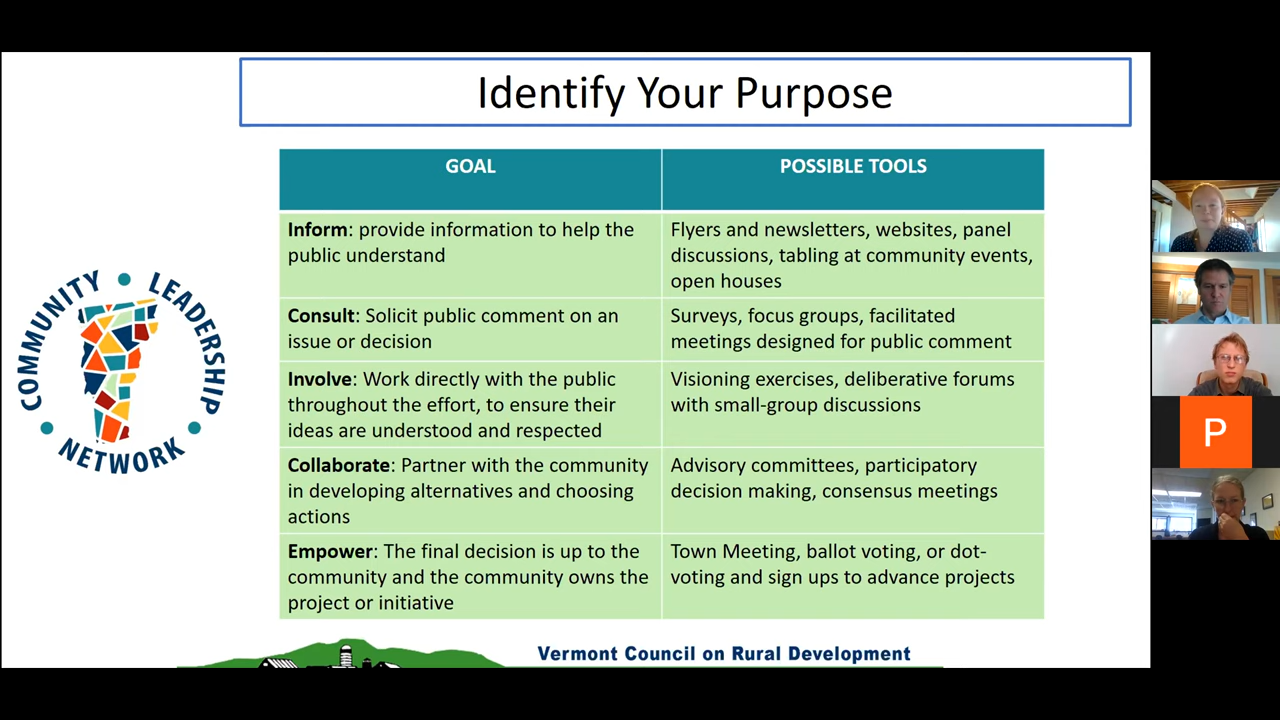 Identify Your Purpose
GOAL
POSSIBLE TOOLS
Inform: provide information to help the
public understand
Flyers and newsletters, websites, panel
discussions, tabling at community events,
open houses
Consult: Solicit public comment on an
issue or decision
Surveys, focus groups, facilitated
meetings designed for public comment
Involve: Work directly with the public
throughout the effort, to ensure their
ideas are understood and respected
Visioning exercises, deliberative forums
with small-group discussions
Collaborate: Partner with the community
in developing alternatives and choosing
actions
Advisory committees, participatory
decision making, consensus meetings
Empower: The final decision is up to the
community and the community owns the
project or initiative
Town Meeting, ballot voting, or dot-
voting and sign ups to advance projects
COMMUNITY LEADERSHIP
NETWORK
Vermont Council on Rural Development
P